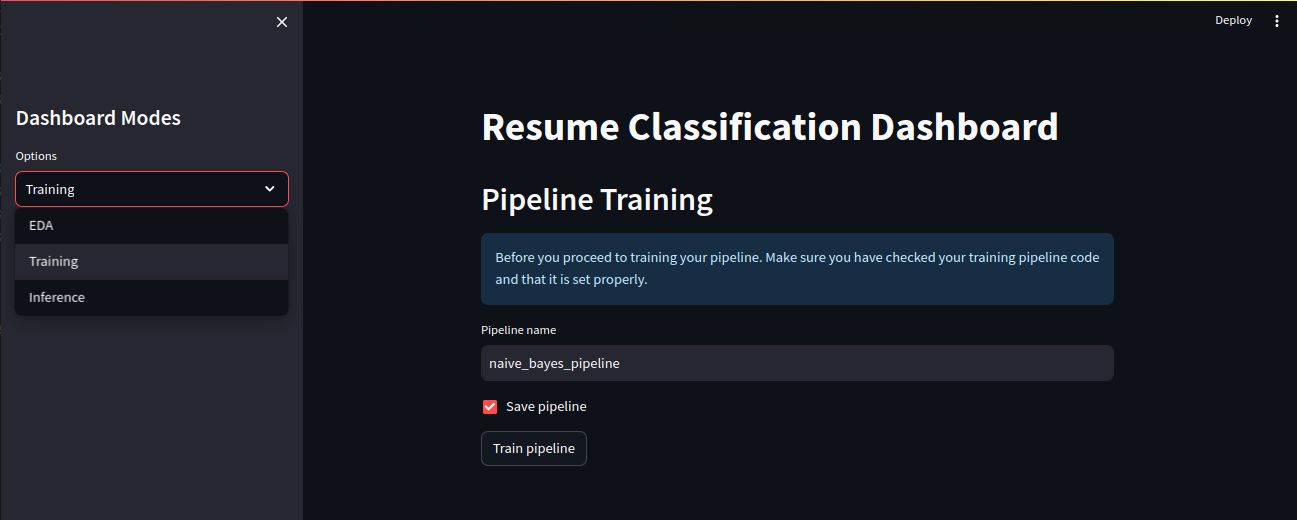 Deploy
Dashboard Modes
Options
Training
EDA
Training
Inference
Resume Classification Dashboard
Pipeline Training
Before you proceed to training your pipeline. Make sure you have checked your training pipeline code
and that it is set properly.
Pipeline name
naive_bayes_pipeline
Save pipeline
Train pipeline